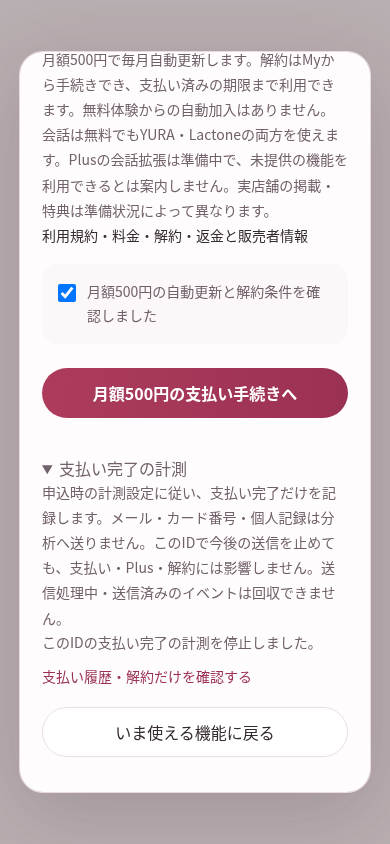 月額500円で毎月自動更新します。解約はMyか
ら手続きでき、支払い済みの期限まで利用でき
ます。無料体験からの自動加入はありません。
会話は無料でもYURA・Lactoneの両方を使えま
す。Plusの会話拡張は準備中で、未提供の機能を
利用できるとは案内しません。実店舗の掲載・
特典は準備状況によって異なります。
利用規約・料金・解約・返金と販売者情報
月額500円の自動更新と解約条件を確
認しました
月額500円の支払い手続きへ
▼ 支払い完了の計測
申込時の計測設定に従い、支払い完了だけを記
録します。メール・カード番号・個人記録は分
析へ送りません。このIDで今後の送信を止めて
も、支払い・Plus・解約には影響しません。送
信処理中・送信済みのイベントは回収できませ
ん。
このIDの支払い完了の計測を停止しました。
支払い履歴・解約だけを確認する
いま使える機能に戻る